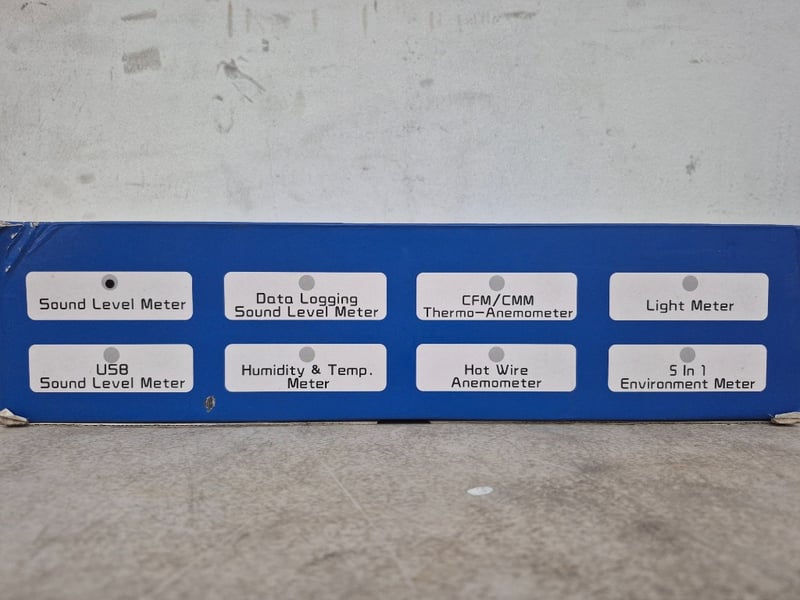 Sound Level Meter
Data Logging
Sound Level Meter
CFM/CMM
Thermo-Anemometer
Light Meter
USB
Sound Level Meter
Humidity & Temp.
Meter
Hot Wire
Anemometer
5 In 1
Environment Meter